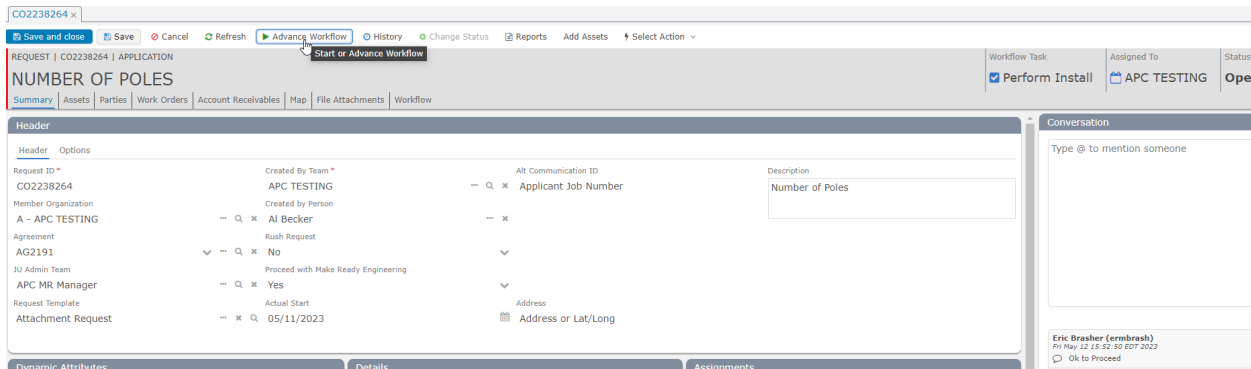 CO2238264 ×
Save and close Save Cancel Refresh Advance Workflow History Change Status Reports Add Assets Select Action
Start or Advance Workflow
REQUEST | CO2238264 | APPLICATION
Workflow Task Assigned To Status
NUMBER OF POLES
Perform Install APC TESTING Ope
Summary Assets Parties Work Orders Account Receivables Map File Attachments Workflow
Header
Conversation
Header Options
Type @ to mention someone
Request ID * Created By Team * Alt Communication ID Description
CO2238264 APC TESTING Applicant Job Number Number of Poles
Member Organization Created by Person
A - APC TESTING Al Becker
Agreement Rush Request
AG2191 No
JU Admin Team Proceed with Make Ready Engineering
APC MR Manager Yes
Request Template Actual Start Address
Attachment Request 05/11/2023 Address or Lat/Long
Eric Brasher (ermbrash)
Fri May 12 15:52:50 EDT 2023
Ok to Proceed
Dynamic Attributes Details Assignments